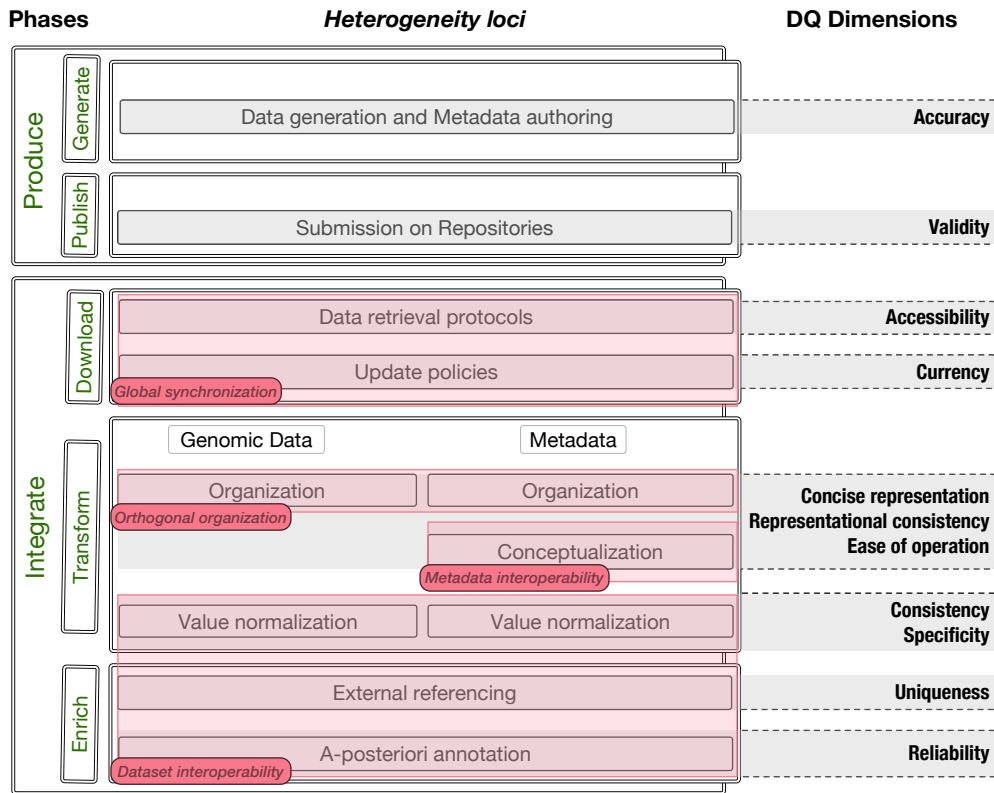 Phases
Heterogeneity loci
DQ Dimensions
Produce
Generate
Data generation and Metadata authoring
Accuracy
Publish
Submission on Repositories
Validity
Integrate
Download
Data retrieval protocols
Accessibility
Update policies
Currency
Global synchronization
Transform
Genomic Data
Metadata
Organization
Organization
Orthogonal organization
Concise representation
Representational consistency
Ease of operation
Conceptualization
Metadata interoperability
Value normalization
Value normalization
Consistency
Specificity
Enrich
External referencing
Uniqueness
A-posteriori annotation
Reliability
Dataset interoperability